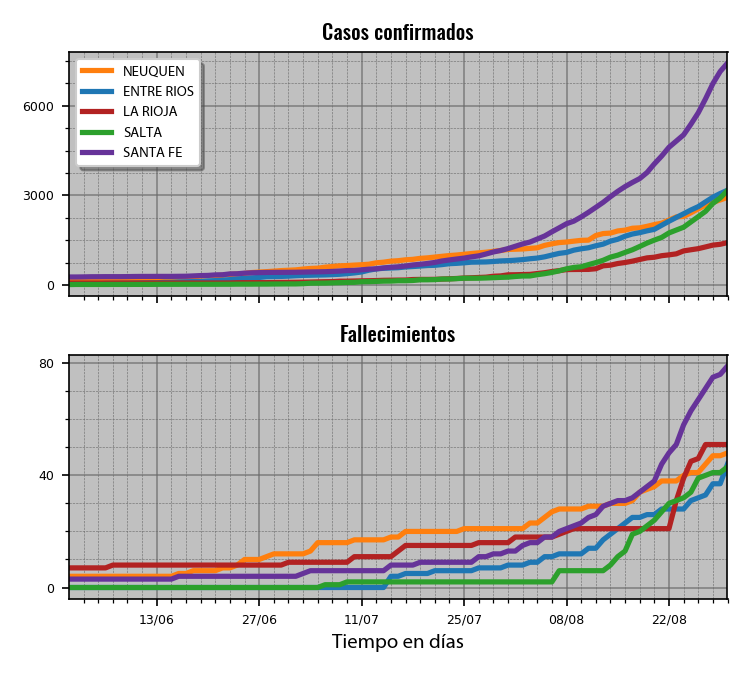 Casos confirmados
6000
3000
0
NEUQUEN
ENTRE RIOS
LA RIOJA
SALTA
SANTA FE
Fallecimientos
80
40
0
13/06 27/06 11/07 25/07 08/08 22/08
Tiempo en días